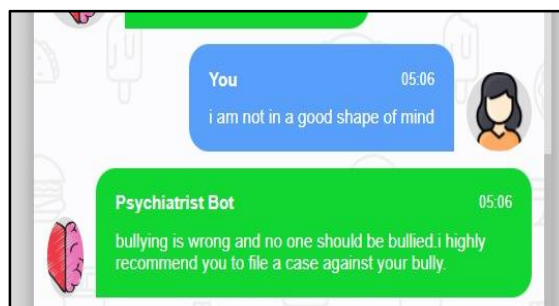 You 05:06
i am not in a good shape of mind
Psychiatrist Bot 05:06
bullying is wrong and no one should be bullied.i highly
recommend you to file a case against your bully.